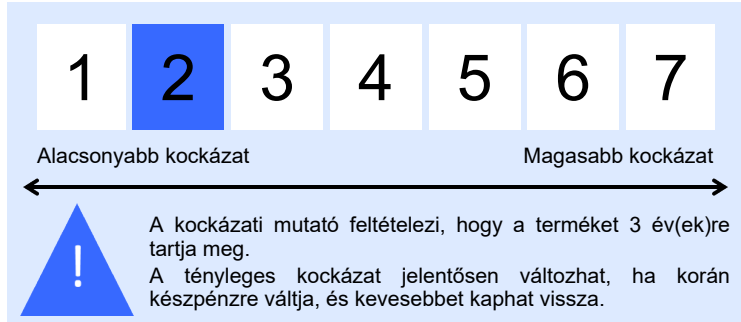 1 2 3 4 5 6 7
Alacsonyabb kockázat Magasabb kockázat
A kockázati mutató feltételezi, hogy a terméket 3 év(ek)re
tartja meg.
A tényleges kockázat jelentősen változhat, ha korán
készpénzre váltja, és kevesebbet kaphat vissza.
!